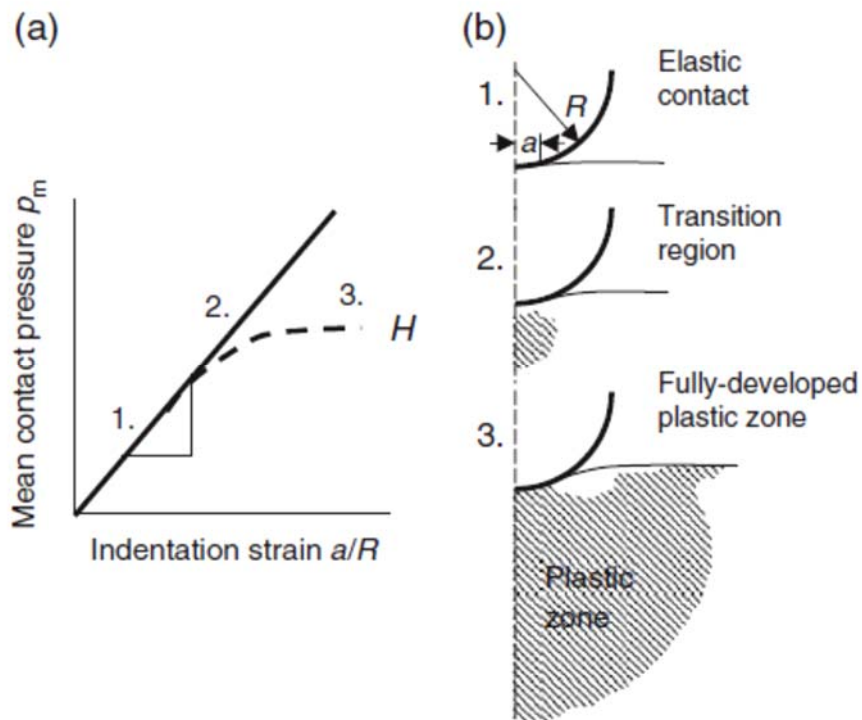 (a)
Mean contact pressure pm
1.
2.
3.
H
Indentation strain a/R
(b)
1.
R
a
Elastic
contact
2.
Transition
region
3.
Fully-developed
plastic zone
Plastic
zone